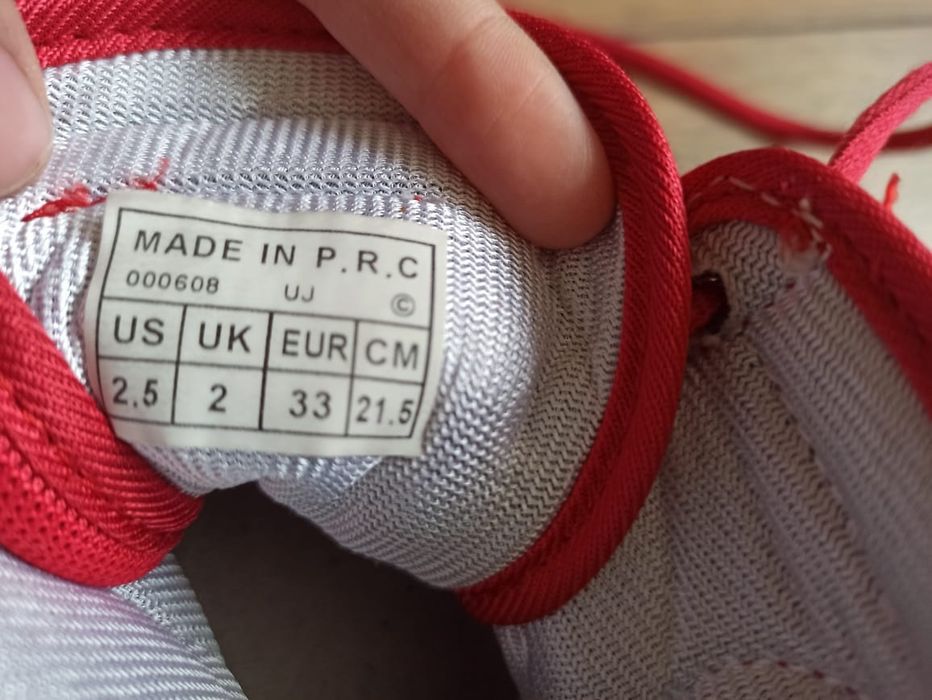 MADE IN P.R.C
000608 UJ ©
US UK EUR CM
2.5 2 33 21.5